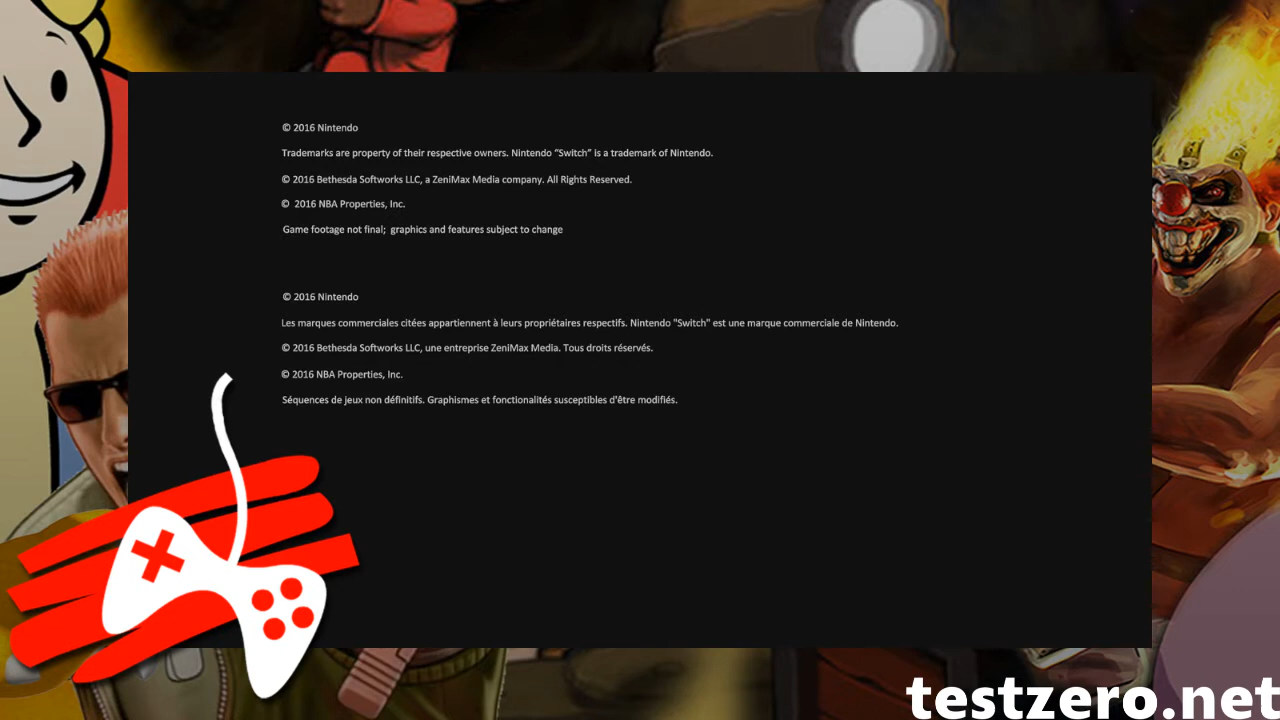 © 2016 Nintendo
Trademarks are property of their respective owners. Nintendo “Switch” is a trademark of Nintendo.
© 2016 Bethesda Softworks LLC, a ZeniMax Media company. All Rights Reserved.
© 2016 NBA Properties, Inc.
Game footage not final; graphics and features subject to change
© 2016 Nintendo
Les marques commerciales citées appartiennent à leurs propriétaires respectifs. Nintendo "Switch" est une marque commerciale de Nintendo.
© 2016 Bethesda Softworks LLC, une entreprise ZeniMax Media. Tous droits réservés.
© 2016 NBA Properties, Inc.
Séquences de jeux non définitifs. Graphismes et fonctionalités susceptibles d'être modifiés.
testzero.net